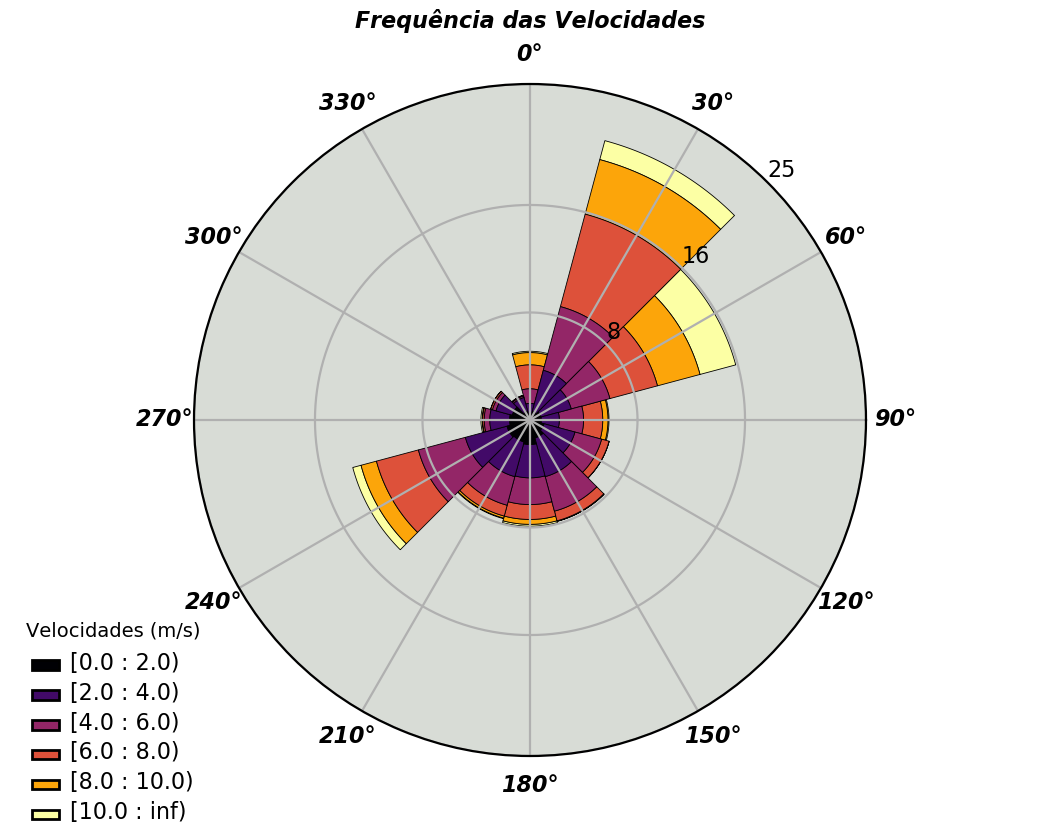 Frequência das Velocidades
0°
330°
30°
25
300°
60°
16
8
270°
90°
240°
120°
210°
150°
180°
Velocidades (m/s)
[0.0 : 2.0)
[2.0 : 4.0)
[4.0 : 6.0)
[6.0 : 8.0)
[8.0 : 10.0)
[10.0 : inf)